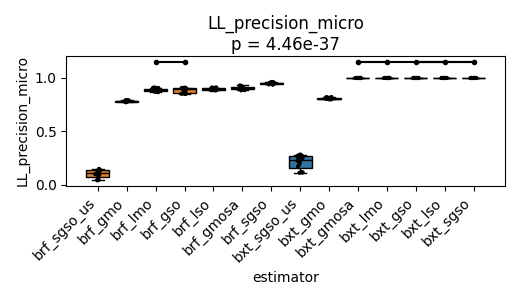 LL_precision_micro
p = 4.46e-37
LL_precision_micro
1.0
0.5
0.0
brf_sgso_us
brf_gmo
brf_lmo
brf_gso
brf_lso
brf_gmosa
brf_sgso
bxt_sgso_us
bxt_gmo
bxt_gmosa
bxt_lmo
bxt_gso
bxt_lso
bxt_sgso
estimator